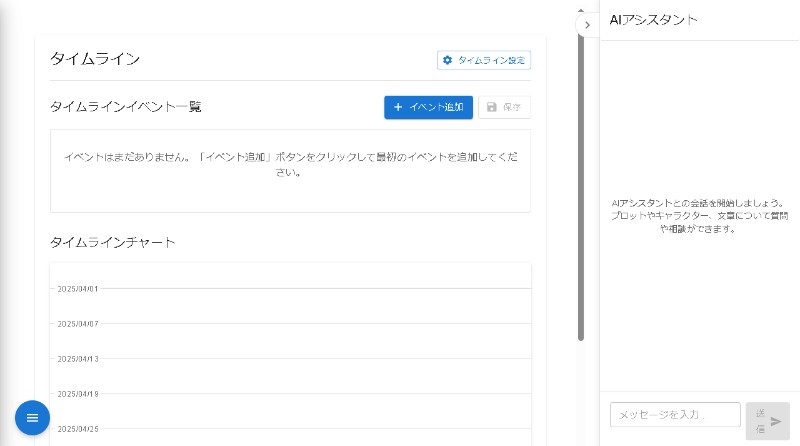 タイムライン
タイムライン設定
タイムラインイベント一覧
イベント追加
保存
イベントはまだありません。「イベント追加」ボタンをクリックして最初のイベントを追加してくだ
さい。
タイムラインチャート
2025/04/01
2025/04/07
2025/04/13
2025/04/19
2025/04/25
AIアシスタント
AIアシスタントとの会話を開始しましょう。
プロットやキャラクター、文章について質問
や相談ができます。
メッセージを入力...
送
信